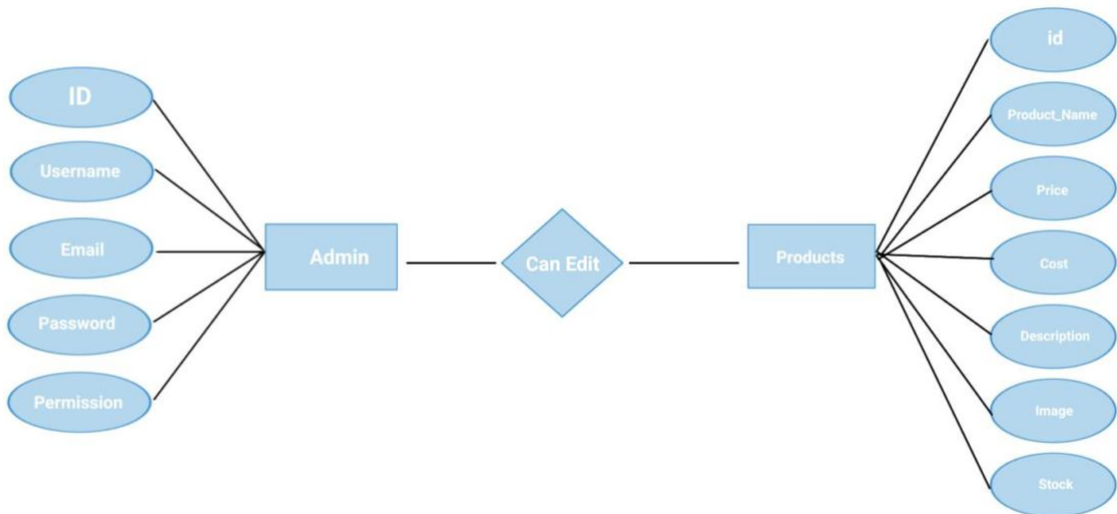 ID
Username
Email
Password
Permission
Admin
Can Edit
Products
id
Product_Name
Price
Cost
Description
Image
Stock